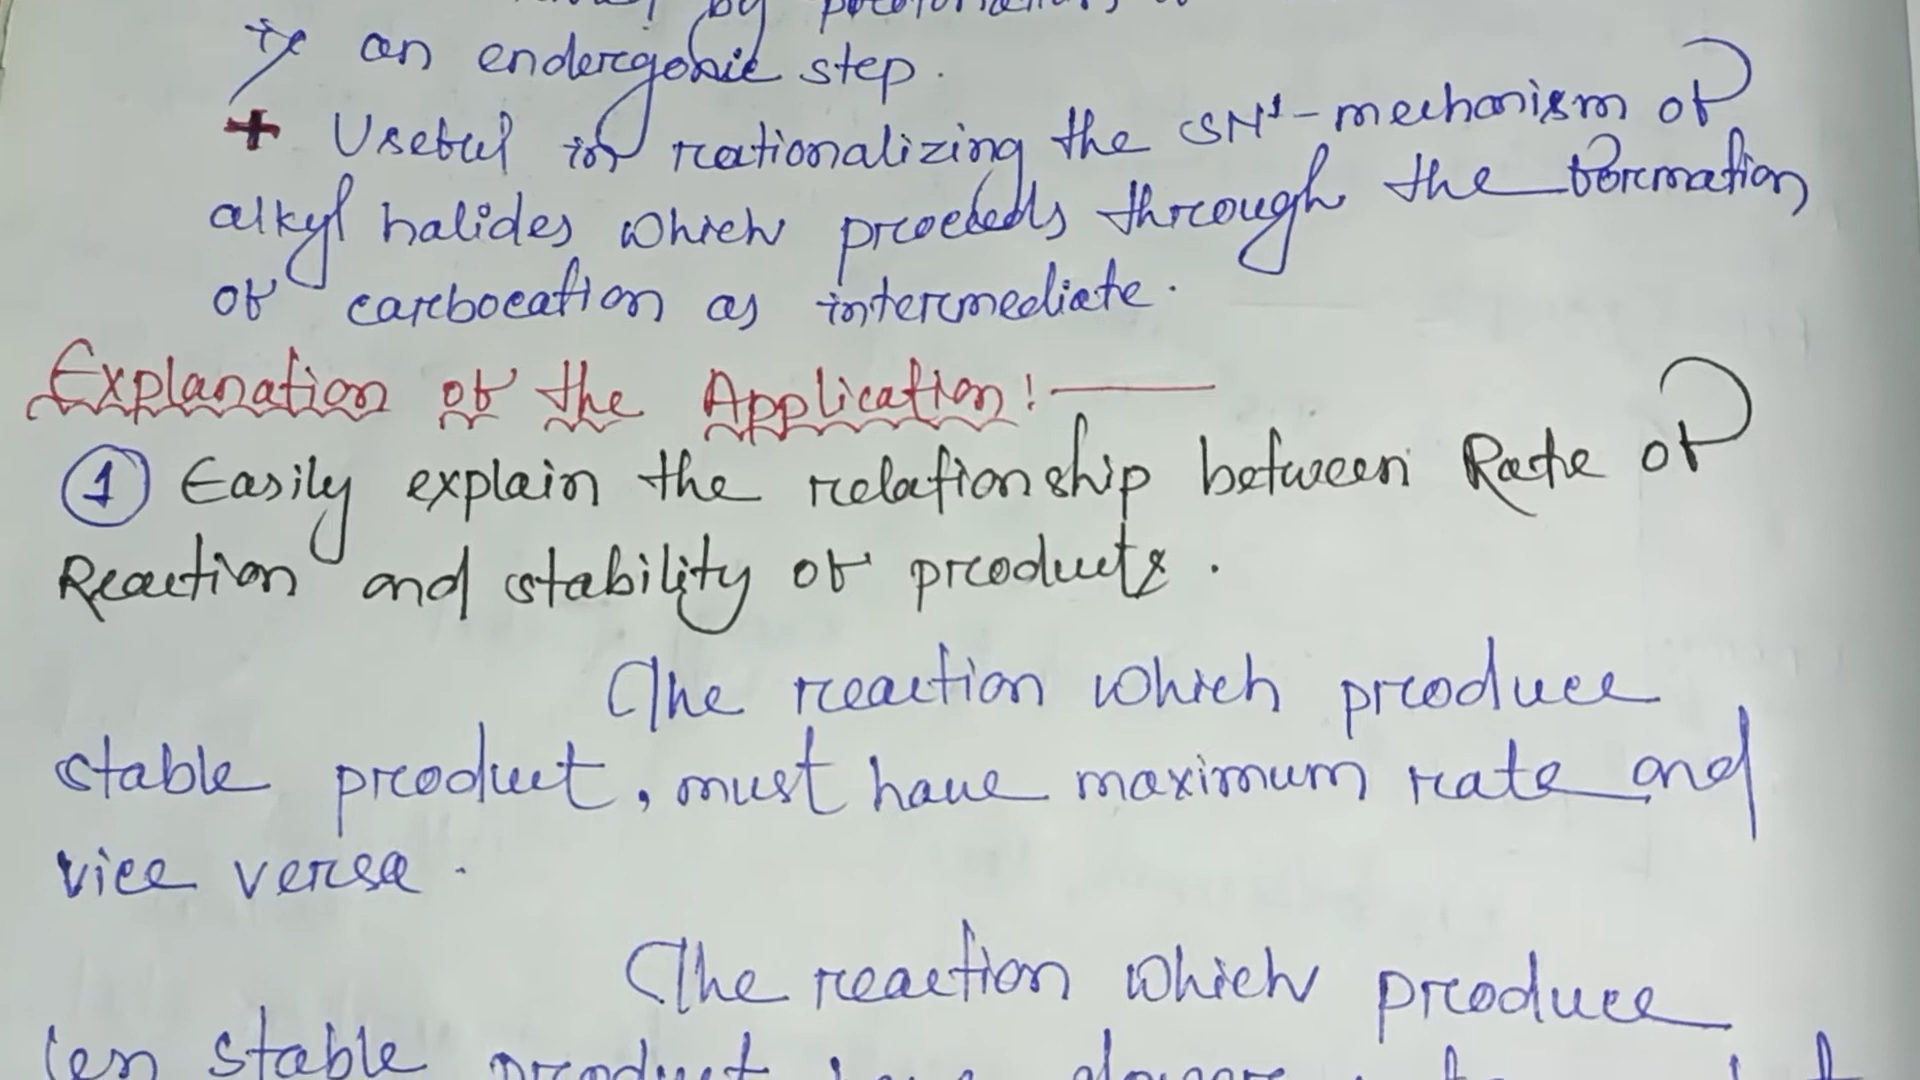 by
is an endergonic step.
+ Useful in rationalizing the SN¹-mechanism of
alkyl halides which proceeds through the formation
of carbocation as intermediate.
Explanation of the Application:—
① Easily explain the relationship between Rate of
Reaction and stability of products.
The reaction which produce
stable product, must have maximum rate and
vice versa.
The reaction which produce
less stable product